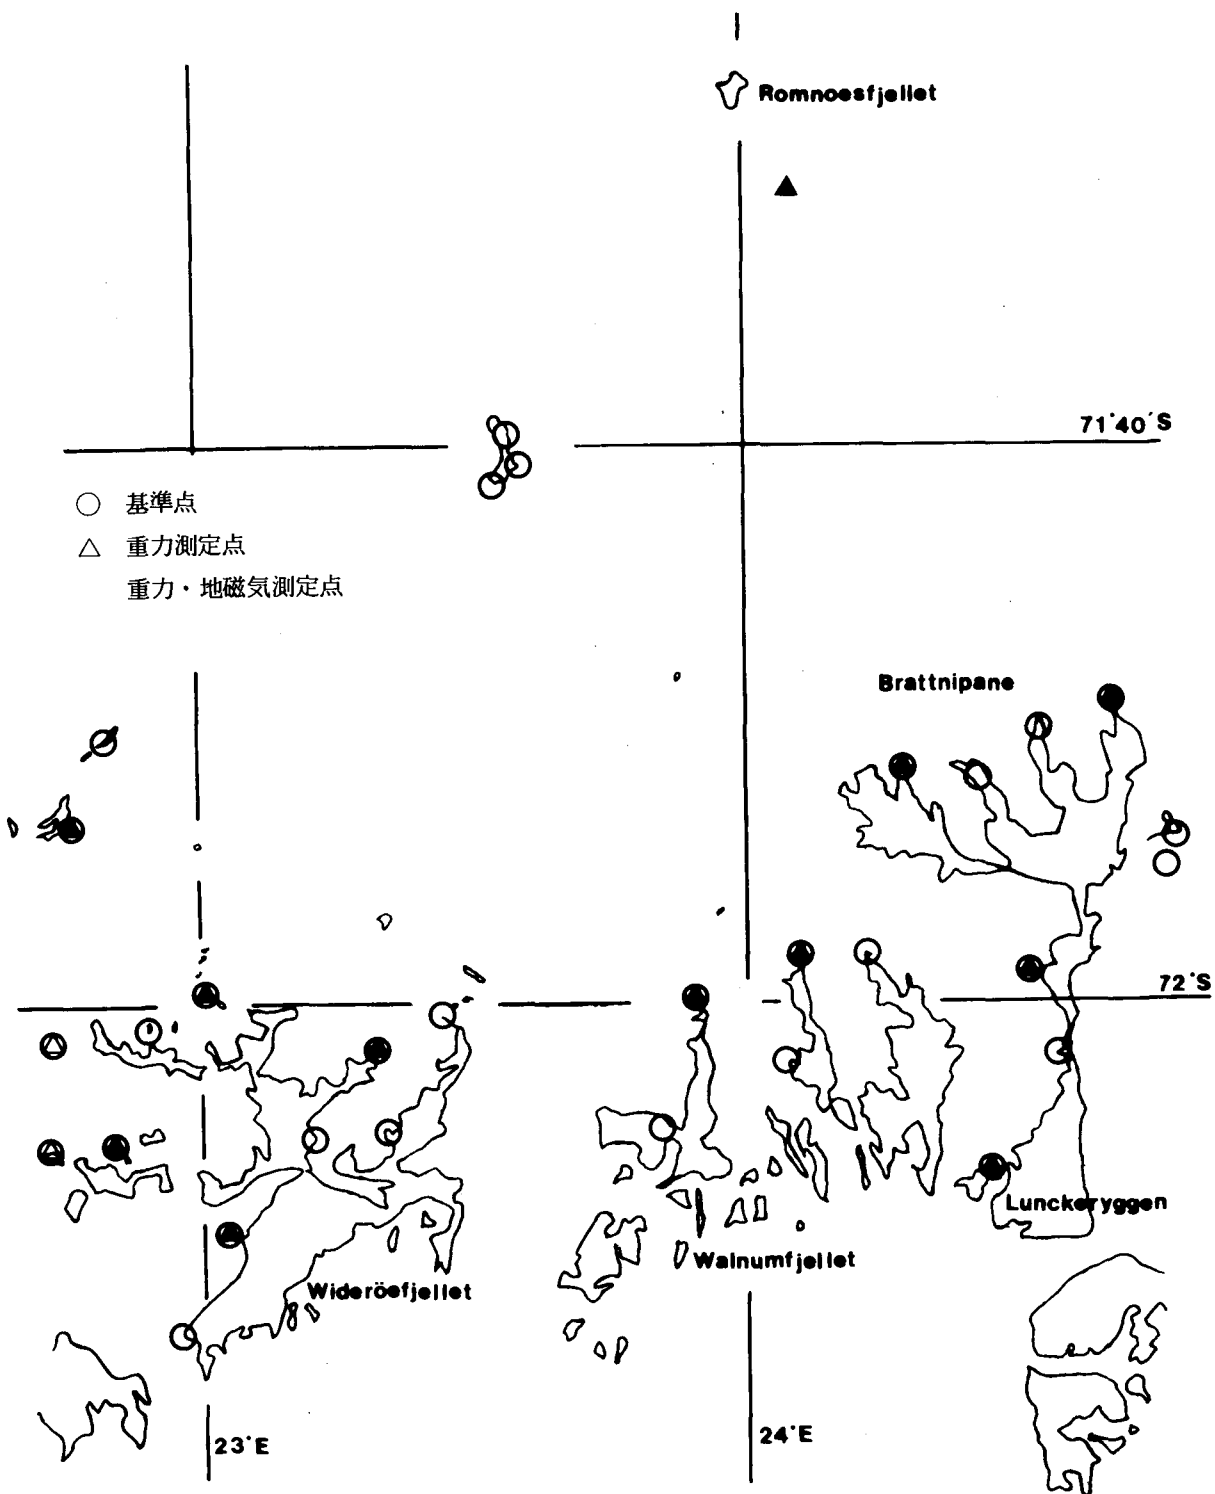 Romnoesfjellet
71°40′S
○ 基準点
△ 重力測定点
重力・地磁気測定点
Brattnipane
72°S
Lunckeryggen
Walnumfjellet
Wideröefjellet
24°E
23°E